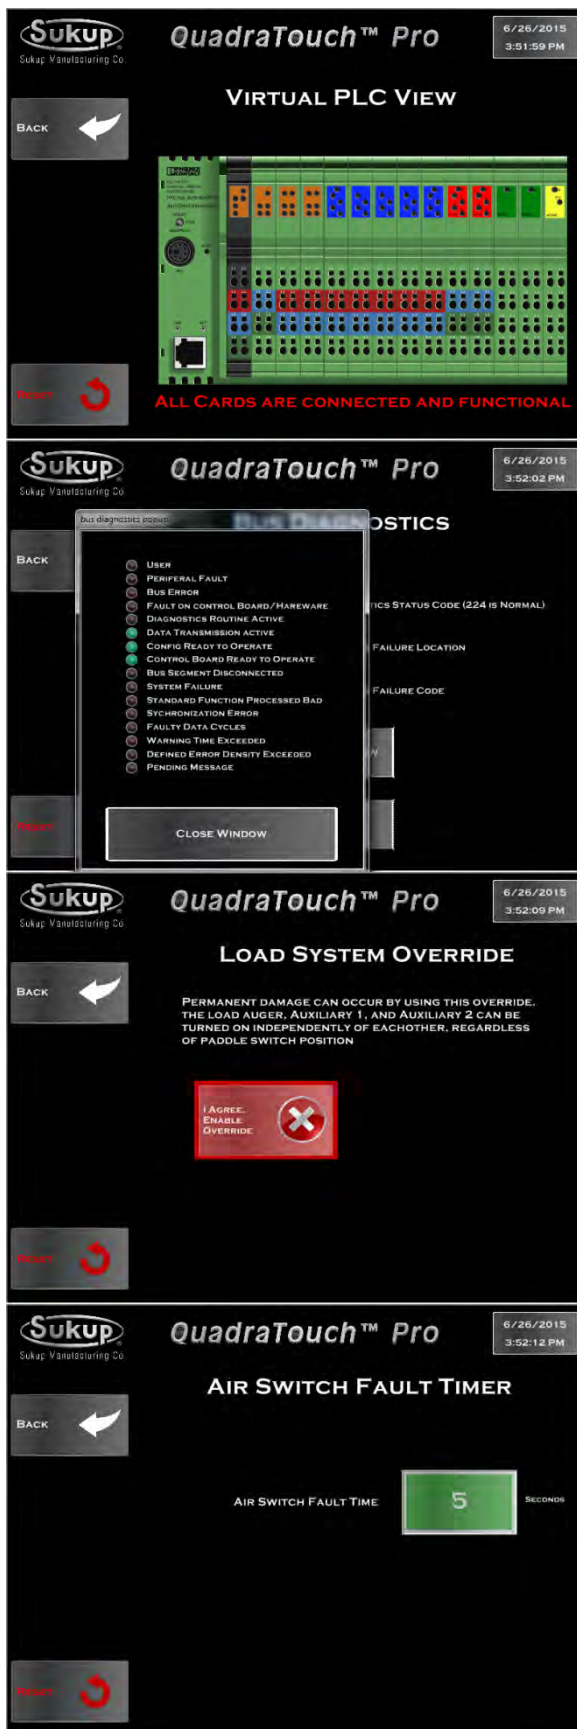 Sukup
Sukup Manufacturing Co.
QuadraTouch™ Pro
6/26/2015
3:51:59 PM
BACK
VIRTUAL PLC VIEW
RESET
ALL CARDS ARE CONNECTED AND FUNCTIONAL
Sukup
Sukup Manufacturing Co.
QuadraTouch™ Pro
6/26/2015
3:52:02 PM
bus diagnostics popup
BUS DIAGNOSTICS
BACK
USER
PERIFERAL FAULT
BUS ERROR
FAULT ON CONTROL BOARD/HAREWARE
TICS STATUS CODE (224 IS NORMAL)
DIAGNOSTICS ROUTINE ACTIVE
DATA TRANSMISSION ACTIVE
CONFIG READY TO OPERATE
FAILURE LOCATION
CONTROL BOARD READY TO OPERATE
BUS SEGMENT DISCONNECTED
SYSTEM FAILURE
FAILURE CODE
STANDARD FUNCTION PROCESSED BAD
SYCHRONIZATION ERROR
FAULTY DATA CYCLES
WARNING TIME EXCEEDED
W
DEFINED ERROR DENSITY EXCEEDED
PENDING MESSAGE
RESET
CLOSE WINDOW
Sukup
Sukup Manufacturing Co.
QuadraTouch™ Pro
6/26/2015
3:52:09 PM
LOAD SYSTEM OVERRIDE
BACK
PERMANENT DAMAGE CAN OCCUR BY USING THIS OVERRIDE.
THE LOAD AUGER, AUXILIARY 1, AND AUXILIARY 2 CAN BE
TURNED ON INDEPENDENTLY OF EACHOTHER, REGARDLESS
OF PADDLE SWITCH POSITION
I AGREE,
ENABLE
OVERRIDE
RESET
Sukup
Sukup Manufacturing Co.
QuadraTouch™ Pro
6/26/2015
3:52:12 PM
AIR SWITCH FAULT TIMER
BACK
AIR SWITCH FAULT TIME
5
SECONDS
RESET